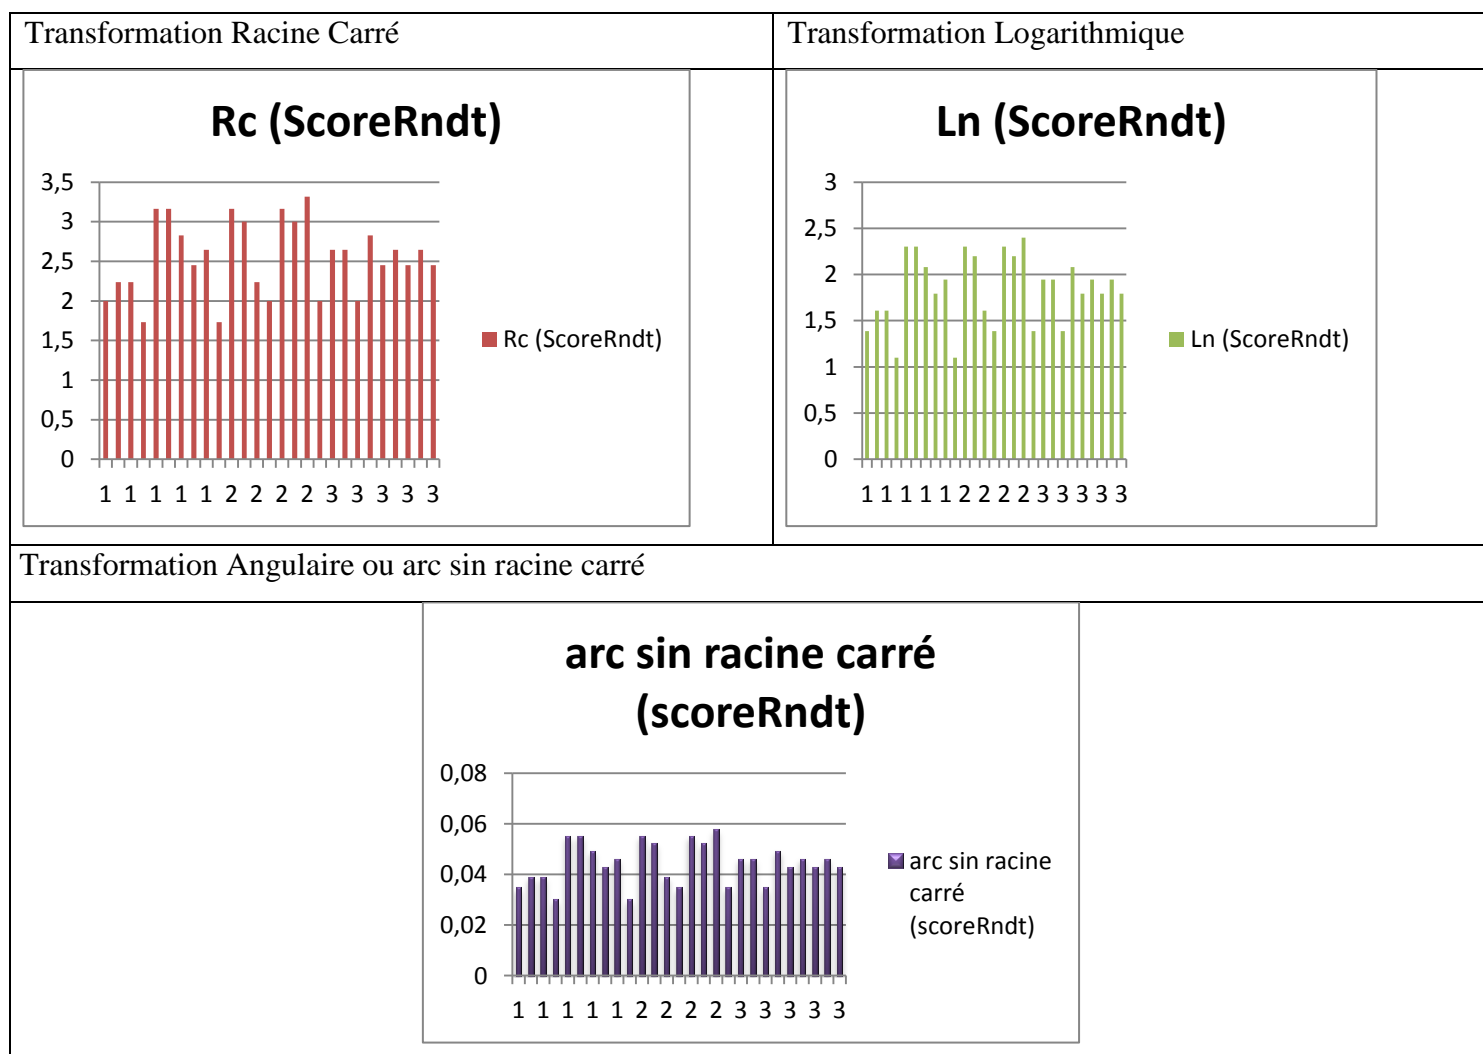 Transformation Racine Carré
Transformation Logarithmique
Rc (ScoreRndt)
3,5
3
2,5
2
1,5
1
0,5
0
1 1 1 1 1 2 2 2 2 3 3 3 3 3
Rc (ScoreRndt)
Ln (ScoreRndt)
3
2,5
2
1,5
1
0,5
0
1 1 1 1 1 2 2 2 2 3 3 3 3 3
Ln (ScoreRndt)
Transformation Angulaire ou arc sin racine carré
arc sin racine carré
(scoreRndt)
0,08
0,06
0,04
0,02
0
1 1 1 1 1 2 2 2 2 3 3 3 3 3
arc sin racine
carré
(scoreRndt)